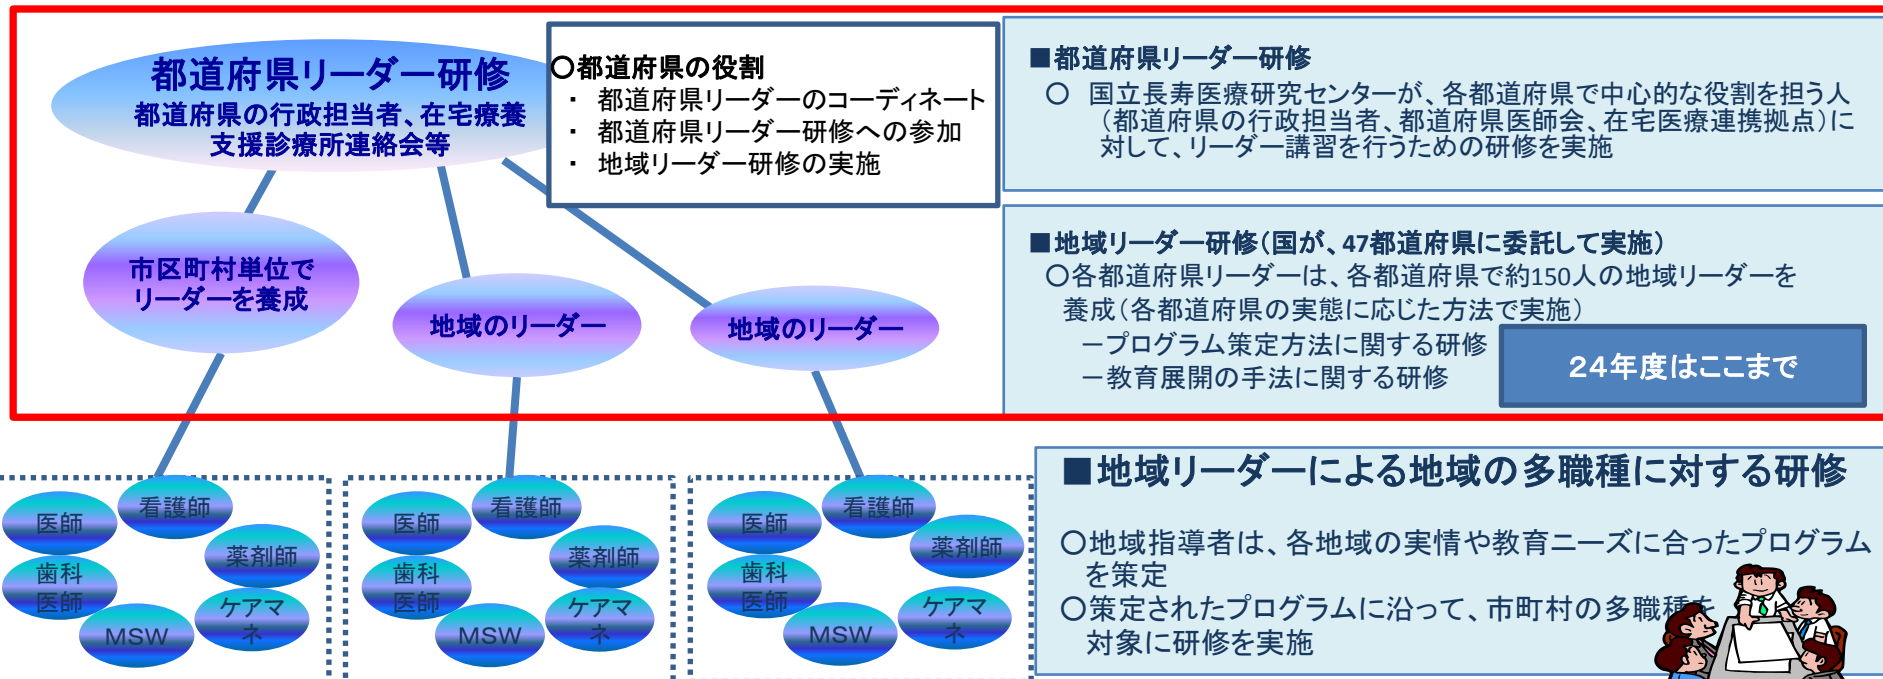 都道府県リーダー研修
都道府県の行政担当者、在宅療養
支援診療所連絡会等
〇都道府県の役割
・ 都道府県リーダーのコーディネート
・ 都道府県リーダー研修への参加
・ 地域リーダー研修の実施
■都道府県リーダー研修
〇 国立長寿医療研究センターが、各都道府県で中心的な役割を担う人
（都道府県の行政担当者、都道府県医師会、在宅医療連携拠点）に
対して、リーダー講習を行うための研修を実施
市区町村単位で
リーダーを養成
地域のリーダー
地域のリーダー
■地域リーダー研修（国が、47都道府県に委託して実施）
〇各都道府県リーダーは、各都道府県で約150人の地域リーダーを
養成（各都道府県の実態に応じた方法で実施）
－プログラム策定方法に関する研修
－教育展開の手法に関する研修
２４年度はここまで
医師
看護師
薬剤師
歯科
医師
ケアマ
ネ
MSW
医師
看護師
薬剤師
歯科
医師
ケアマ
ネ
MSW
医師
看護師
薬剤師
歯科
医師
ケアマ
ネ
MSW
■地域リーダーによる地域の多職種に対する研修
〇地域指導者は、各地域の実情や教育ニーズに合ったプログラム
を策定
〇策定されたプログラムに沿って、市町村の多職種を
対象に研修を実施